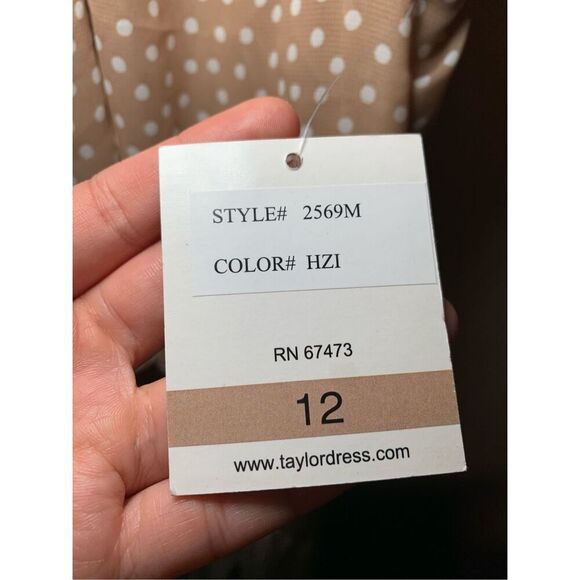 STYLE# 2569M
COLOR# HZI
RN 67473
12
www.taylordress.com